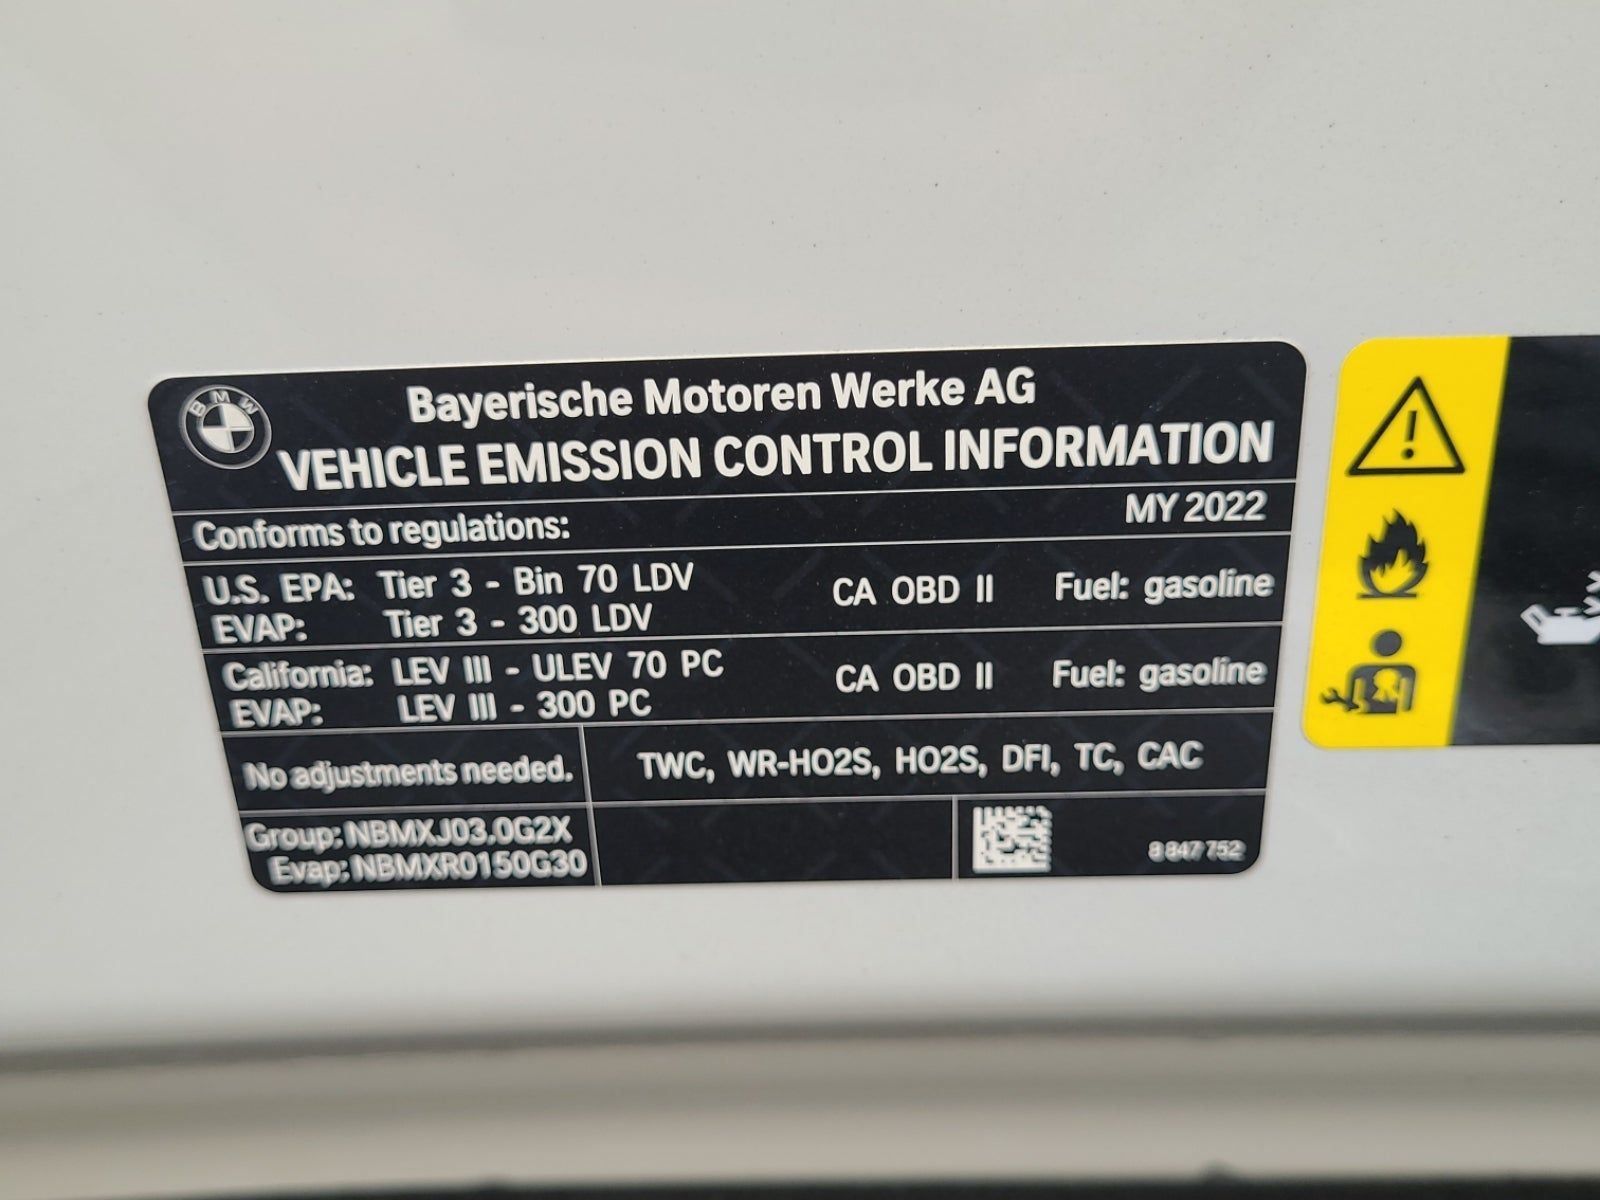 BMW
Bayerische Motoren Werke AG
VEHICLE EMISSION CONTROL INFORMATION
Conforms to regulations: MY 2022
U.S. EPA: Tier 3 - Bin 70 LDV CA OBD II Fuel: gasoline
EVAP: Tier 3 - 300 LDV
California: LEV III - ULEV 70 PC CA OBD II Fuel: gasoline
EVAP: LEV III - 300 PC
No adjustments needed. TWC, WR-HO2S, HO2S, DFI, TC, CAC
Group: NBMXJ03.0G2X
Evap: NBMXR0150G30
8 847 752